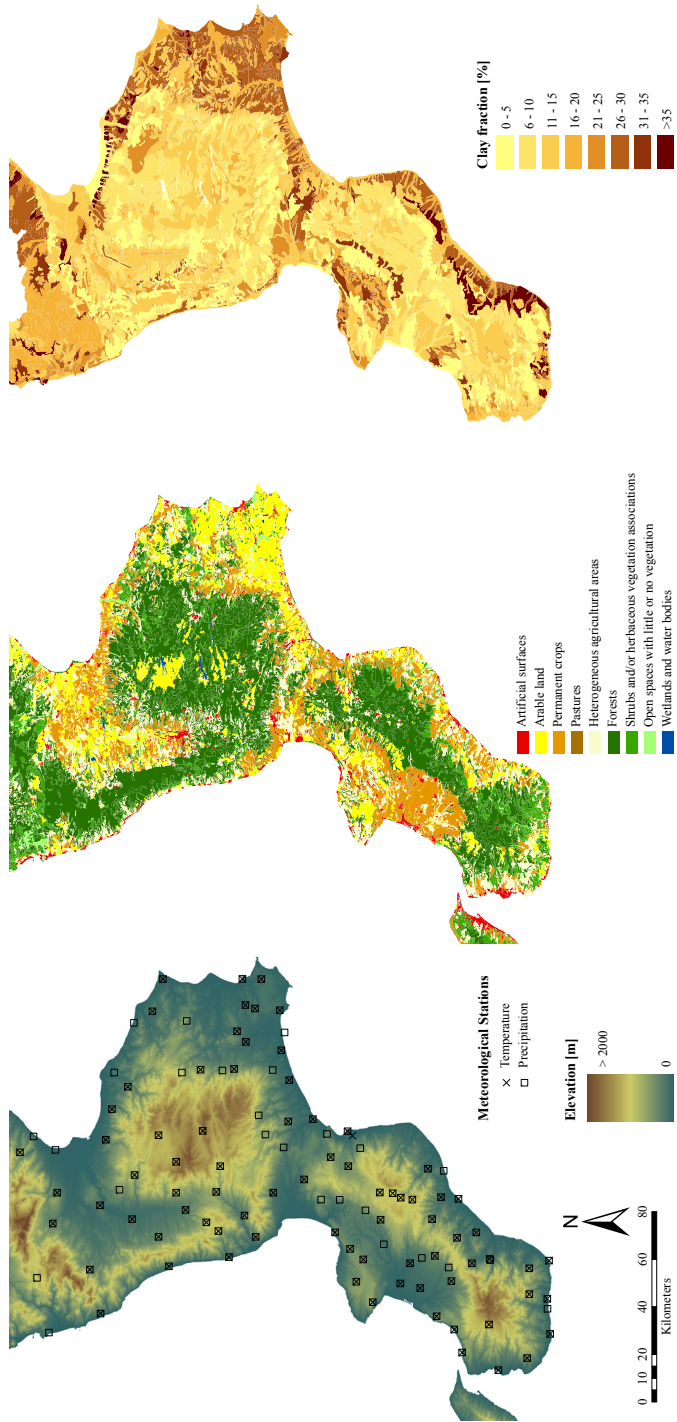 Clay fraction [%]
0 - 5
6 - 10
11 - 15
16 - 20
21 - 25
26 - 30
31 - 35
>35
Artificial surfaces
Arable land
Permanent crops
Pastures
Heterogeneous agricultural areas
Forests
Shrubs and/or herbaceous vegetation associations
Open spaces with little or no vegetation
Wetlands and water bodies
Meteorological Stations
Temperature
Precipitation
Elevation [m]
> 2000
0
N
0 10 20 40 60 80
Kilometers